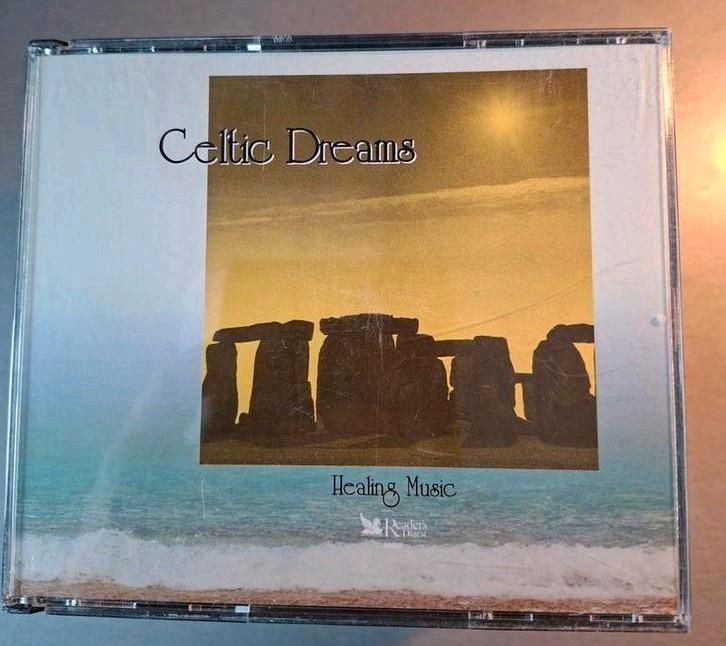 Celtic Dreams
Healing Music
Reader's
Digest